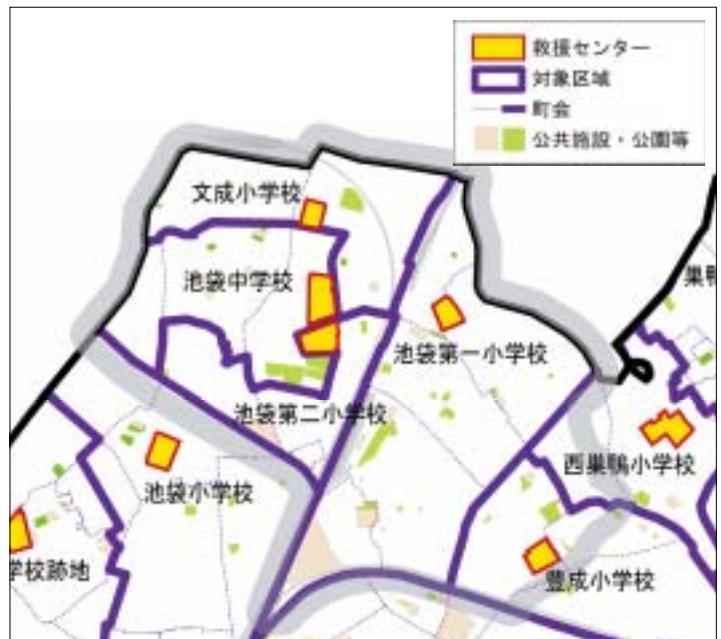 救援センター
対象区域
町会
公共施設・公園等
文成小学校
池袋中学校
巣鴨
池袋第一小学校
池袋第二小学校
西巣鴨小学校
池袋小学校
学校跡地
豊成小学校